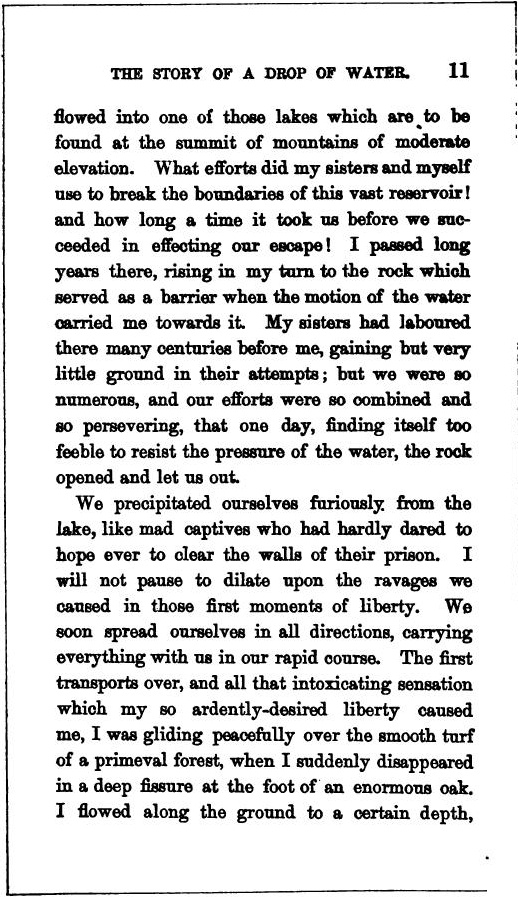 THE STORY OF A DROP OF WATER. 11
flowed into one of those lakes which are to be
found at the summit of mountains of moderate
elevation. What efforts did my sisters and myself
use to break the boundaries of this vast reservoir!
and how long a time it took us before we suc-
ceeded in effecting our escape! I passed long
years there, rising in my turn to the rock which
served as a barrier when the motion of the water
carried me towards it. My sisters had laboured
there many centuries before me, gaining but very
little ground in their attempts; but we were so
numerous, and our efforts were so combined and
so persevering, that one day, finding itself too
feeble to resist the pressure of the water, the rock
opened and let us out.
We precipitated ourselves furiously from the
lake, like mad captives who had hardly dared to
hope ever to clear the walls of their prison. I
will not pause to dilate upon the ravages we
caused in those first moments of liberty. We
soon spread ourselves in all directions, carrying
everything with us in our rapid course. The first
transports over, and all that intoxicating sensation
which my so ardently-desired liberty caused
me, I was gliding peacefully over the smooth turf
of a primeval forest, when I suddenly disappeared
in a deep fissure at the foot of an enormous oak.
I flowed along the ground to a certain depth,